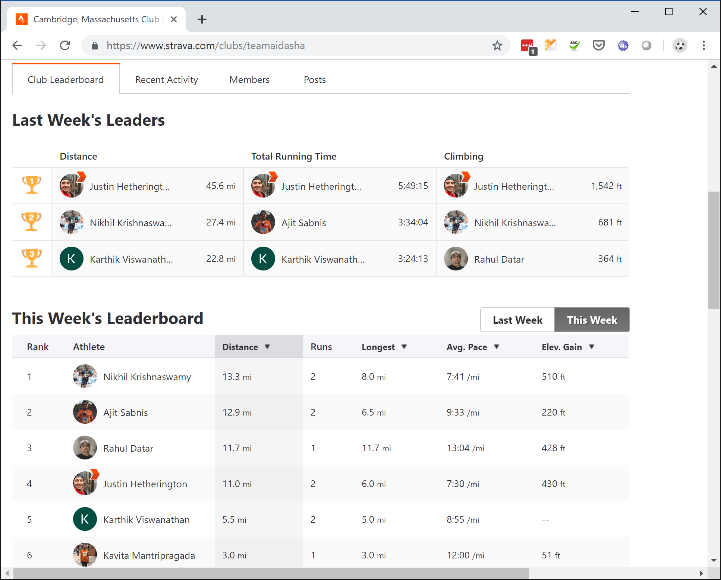 Cambridge, Massachusetts Club
https://www.strava.com/clubs/teamaidasha
1
ABC
Club Leaderboard Recent Activity Members Posts
Last Week's Leaders
Distance Total Running Time Climbing
1 Justin Hetheringt... 45.6 mi Justin Hetheringt... 5:49:15 Justin Hetheringt... 1,542 ft
2 Nikhil Krishnaswa... 27.4 mi Ajit Sabnis 3:34:04 Nikhil Krishnaswa... 681 ft
3 K Karthik Viswanath... 22.8 mi K Karthik Viswanath... 3:24:13 Rahul Datar 364 ft
This Week's Leaderboard Last Week This Week
Rank Athlete Distance ▼ Runs Longest ▼ Avg. Pace ▼ Elev. Gain ▼
1 Nikhil Krishnaswamy 13.3 mi 2 8.0 mi 7:41 /mi 510 ft
2 Ajit Sabnis 12.9 mi 2 6.5 mi 9:33 /mi 220 ft
3 Rahul Datar 11.7 mi 1 11.7 mi 13:04 /mi 428 ft
4 Justin Hetherington 11.0 mi 2 6.0 mi 7:30 /mi 430 ft
5 K Karthik Viswanathan 5.5 mi 2 5.0 mi 8:55 /mi --
6 Kavita Mantripragada 3.0 mi 1 3.0 mi 12:00 /mi 51 ft